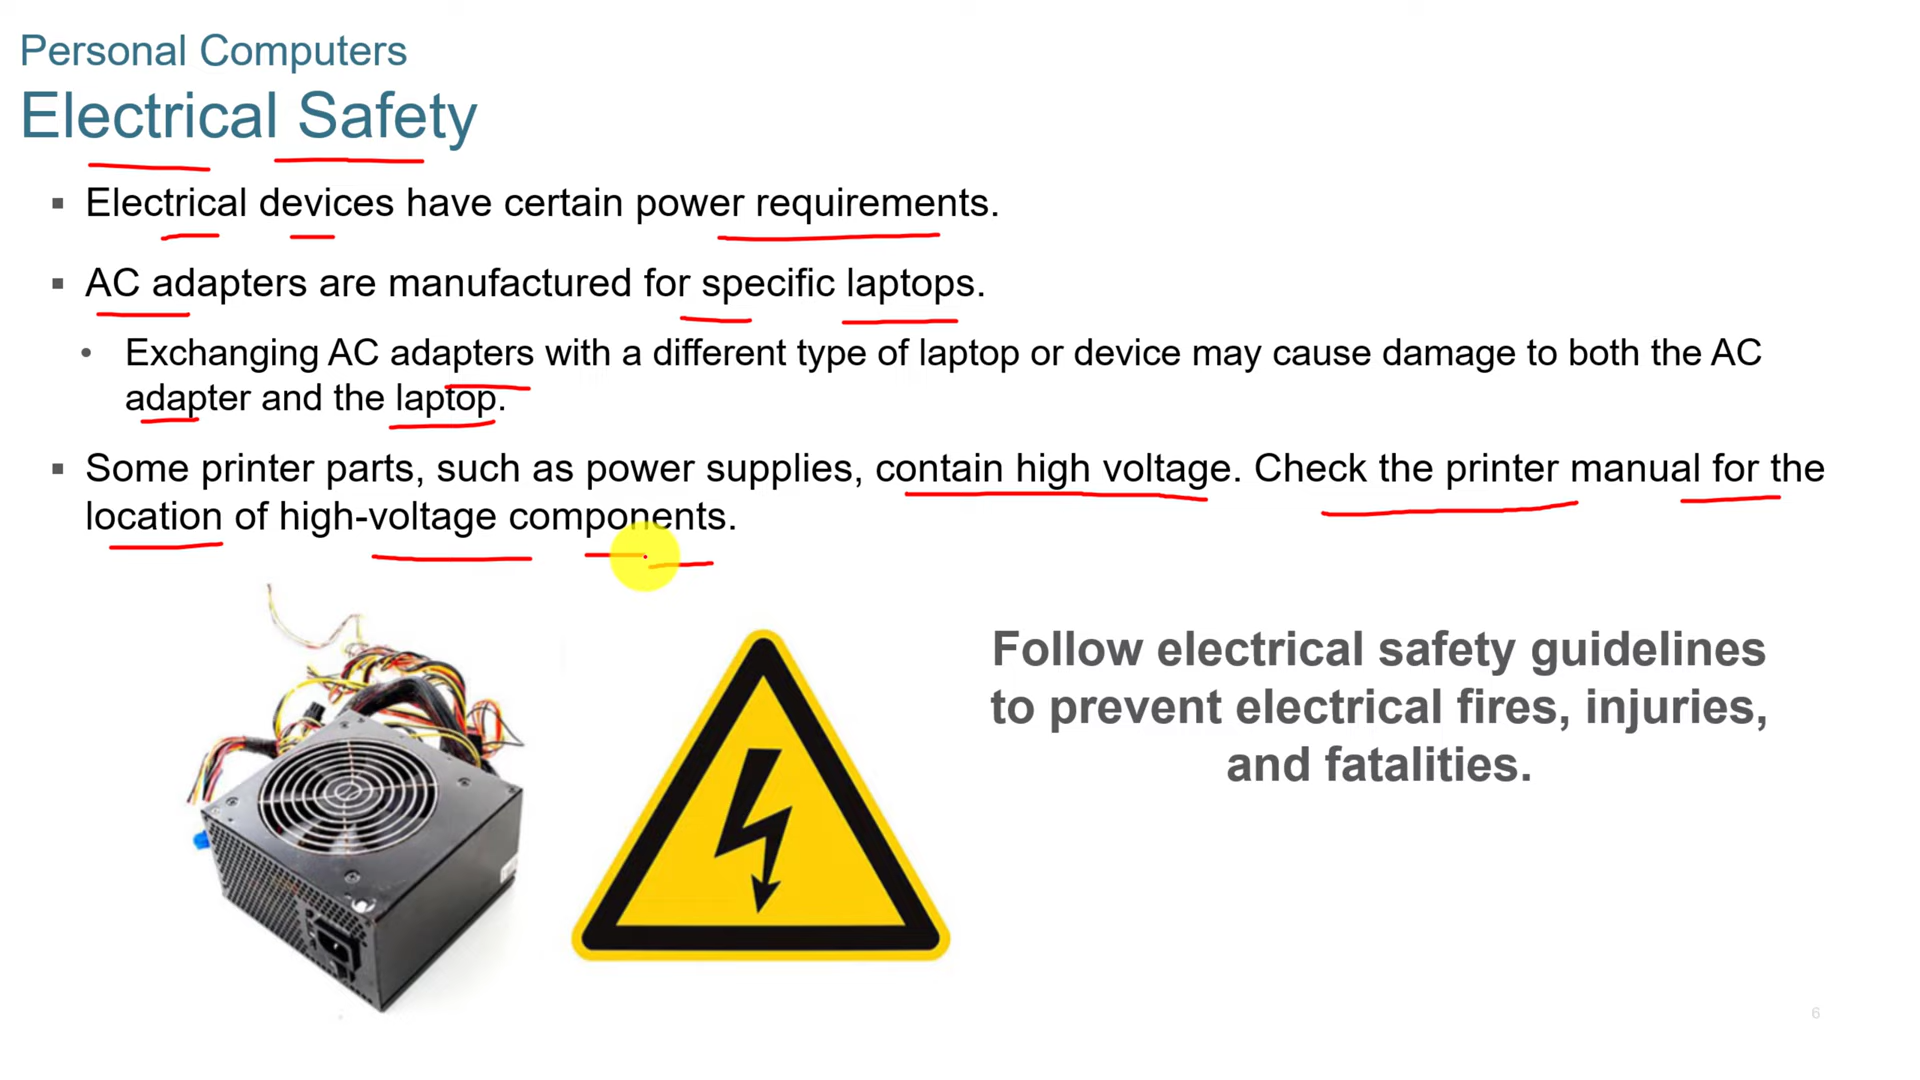 Personal Computers
Electrical Safety
▪ Electrical devices have certain power requirements.
▪ AC adapters are manufactured for specific laptops.
• Exchanging AC adapters with a different type of laptop or device may cause damage to both the AC
adapter and the laptop.
▪ Some printer parts, such as power supplies, contain high voltage. Check the printer manual for the
location of high-voltage components.
Follow electrical safety guidelines
to prevent electrical fires, injuries,
and fatalities.
6